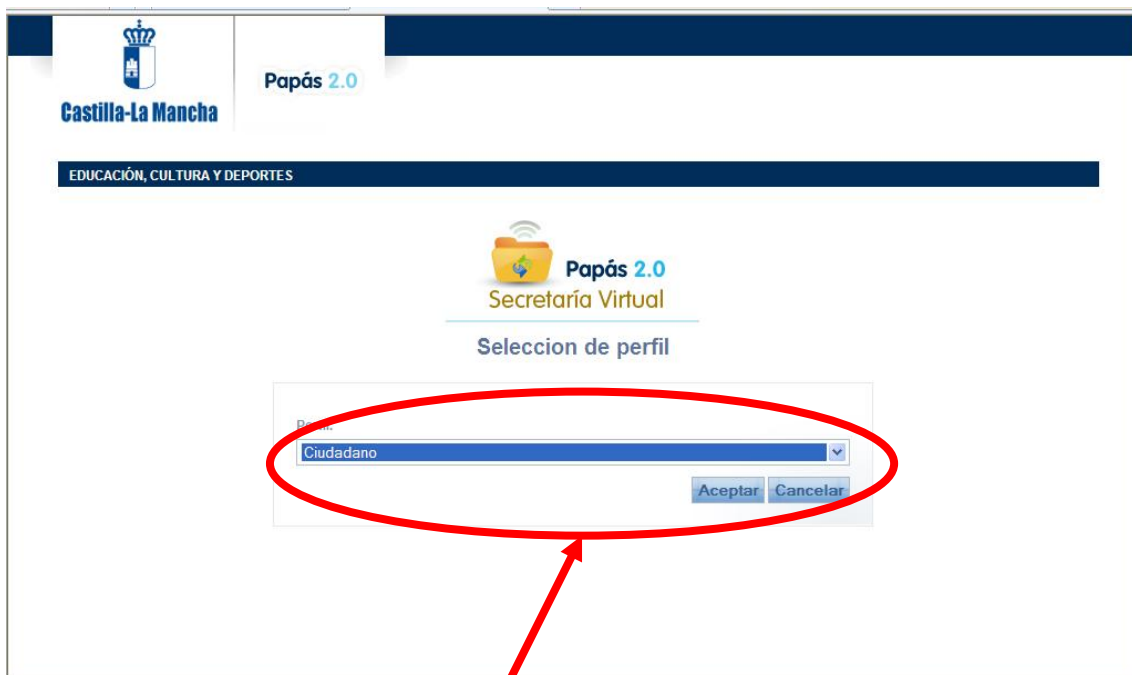 Castilla-La Mancha
Papás 2.0
EDUCACIÓN, CULTURA Y DEPORTES
Papás 2.0
Secretaría Virtual
Seleccion de perfil
Ciudadano
Aceptar Cancelar